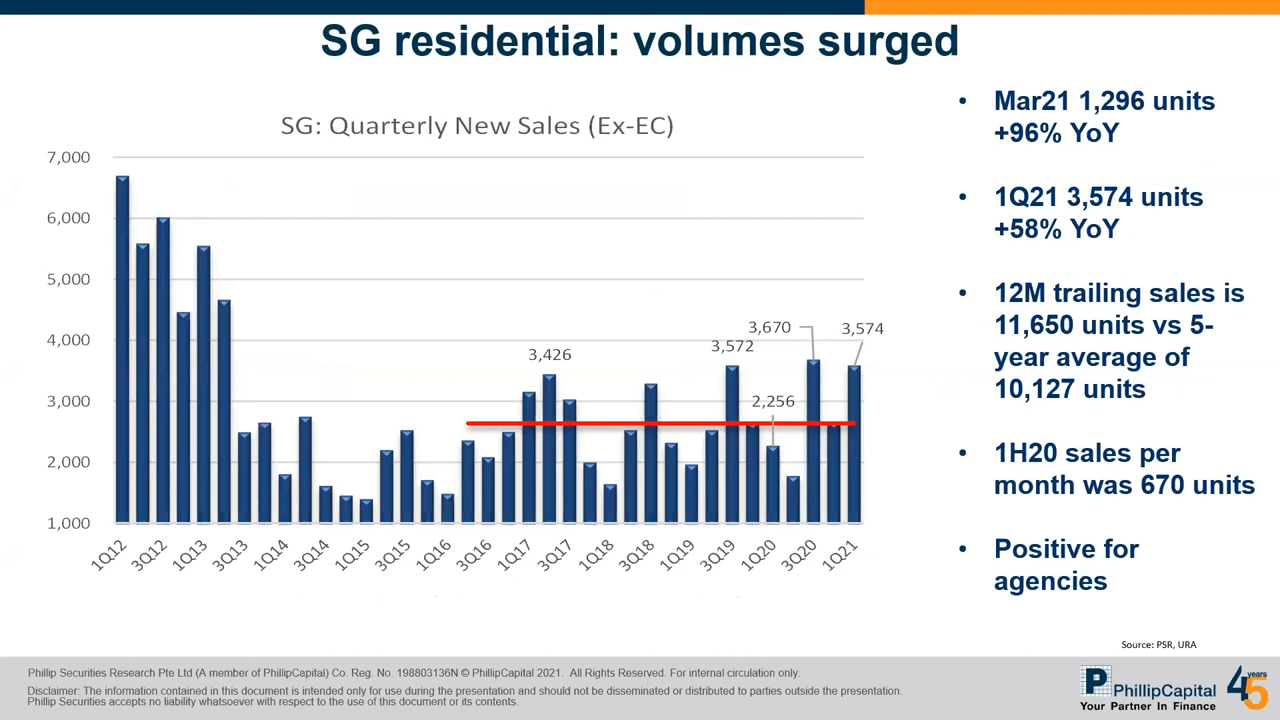 SG residential: volumes surged
SG: Quarterly New Sales (Ex-EC)
7,000
6,000
5,000
4,000
3,000
2,000
1,000
3,426
3,572
3,670
2,256
3,574
1Q12
3Q12
1Q13
3Q13
1Q14
3Q14
1Q15
3Q15
1Q16
3Q16
1Q17
3Q17
1Q18
3Q18
1Q19
3Q19
1Q20
3Q20
1Q21
• Mar21 1,296 units
+96% YoY
• 1Q21 3,574 units
+58% YoY
• 12M trailing sales is
11,650 units vs 5-
year average of
10,127 units
• 1H20 sales per
month was 670 units
• Positive for
agencies
Source: PSR, URA
Phillip Securities Research Pte Ltd (A member of PhillipCapital) Co. Reg. No. 198803136N © PhillipCapital 2021. All Rights Reserved. For internal circulation only.
Disclaimer: The information contained in this document is intended only for use during the presentation and should not be disseminated or distributed to parties outside the presentation.
Phillip Securities accepts no liability whatsoever with respect to the use of this document or its contents.
P
PhillipCapital
Your Partner In Finance
45 years